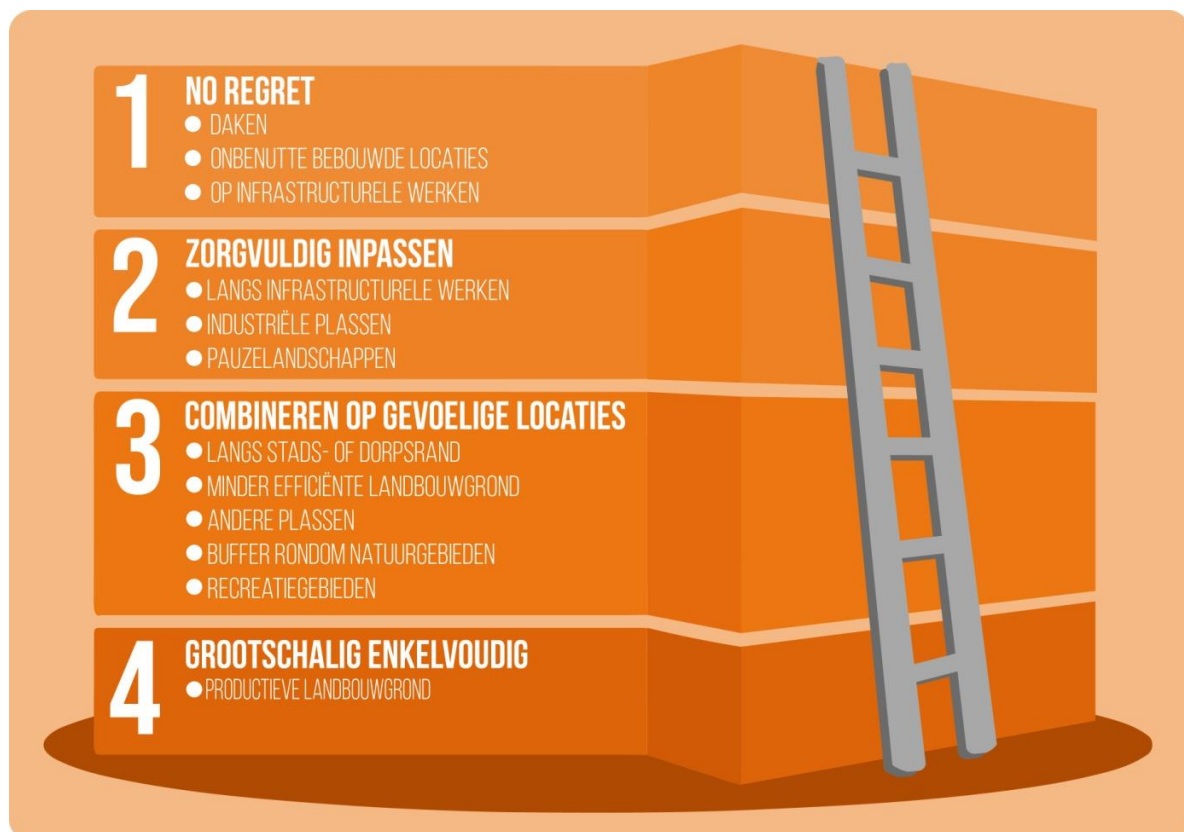 1
NO REGRET
● DAKEN
● ONBENUTTE BEBOUWDE LOCATIES
● OP INFRASTRUCTURELE WERKEN
2
ZORGVULDIG INPASSEN
● LANGS INFRASTRUCTURELE WERKEN
● INDUSTRIËLE PLASSEN
● PAUZELANDSCHAPPEN
3
COMBINEREN OP GEVOELIGE LOCATIES
● LANGS STADS- OF DORPSRAND
● MINDER EFFICIËNTE LANDBOUWGROND
● ANDERE PLASSEN
● BUFFER RONDOM NATUURGEBIEDEN
● RECREATIEGEBIEDEN
4
GROOTSCHALIG ENKELVOUDIG
● PRODUCTIEVE LANDBOUWGROND